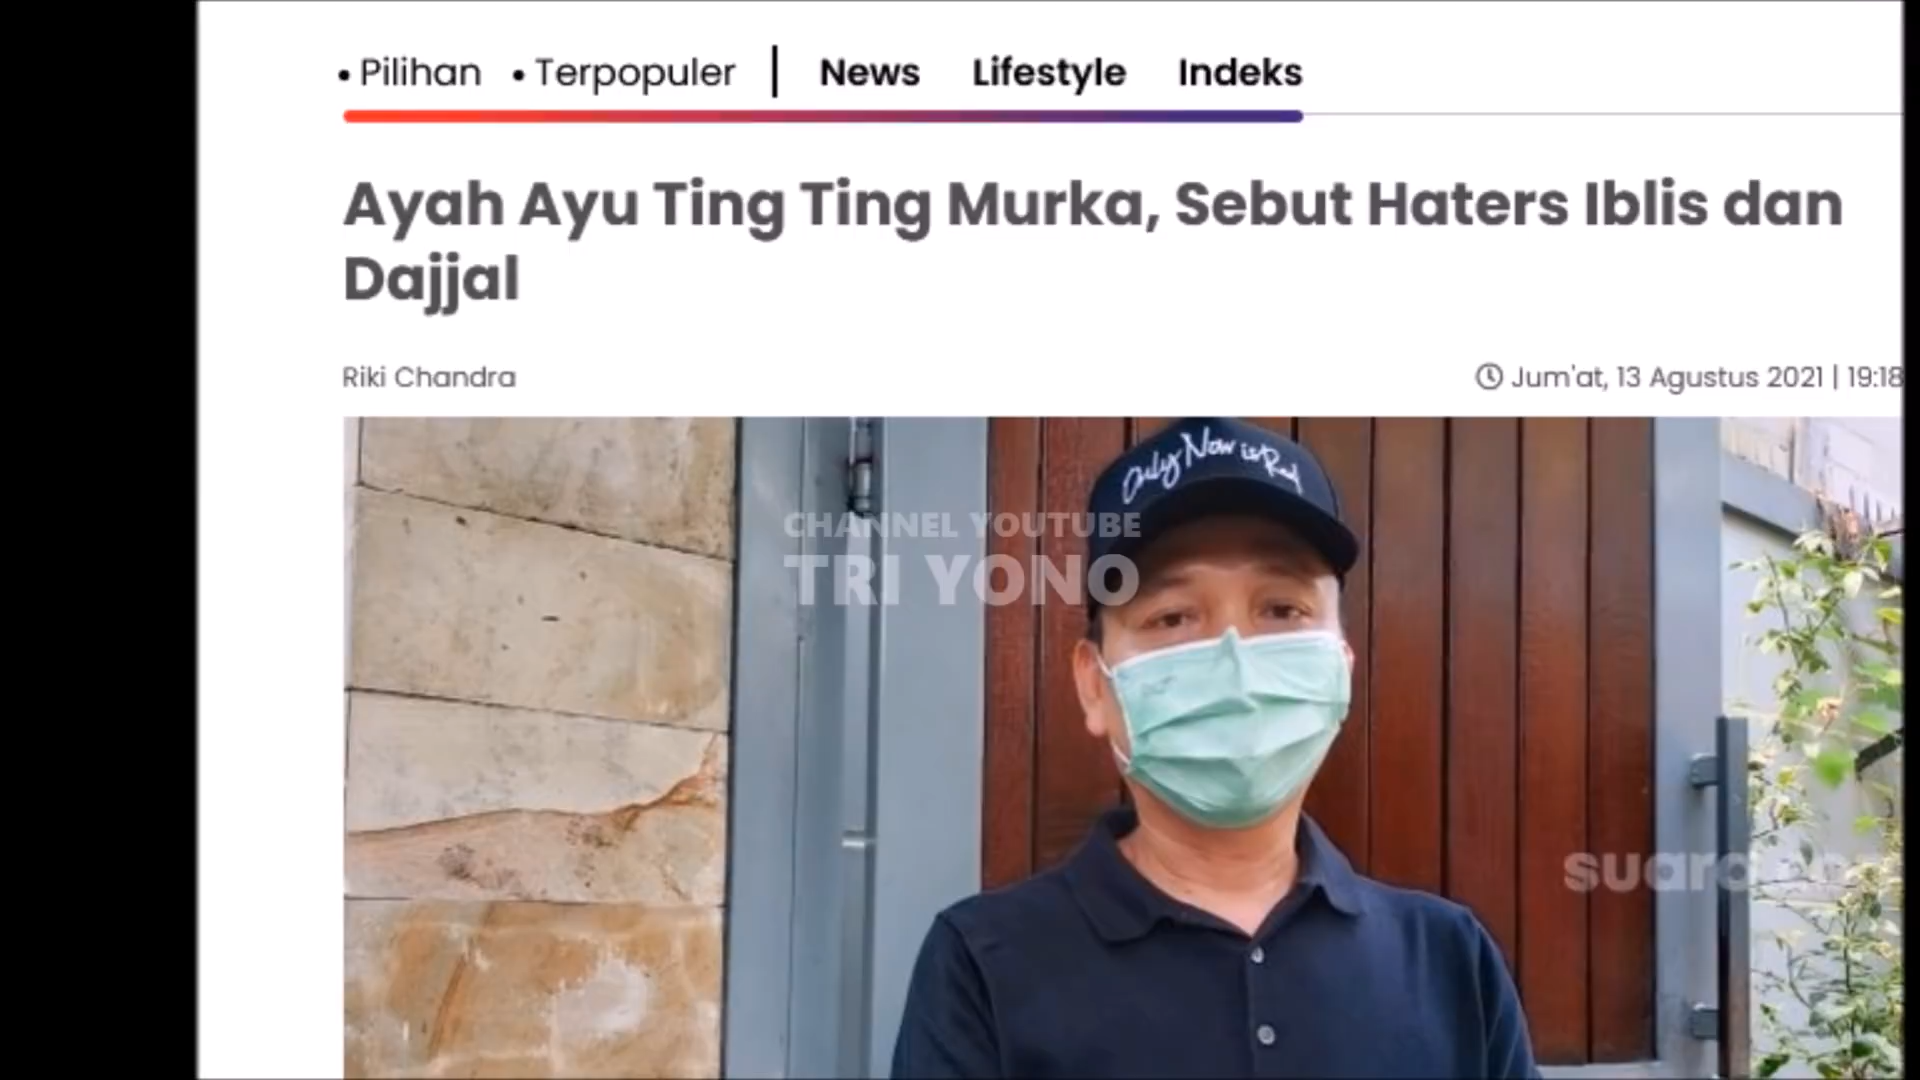 • Pilihan • Terpopuler | News Lifestyle Indeks
Ayah Ayu Ting Ting Murka, Sebut Haters Iblis dan
Dajjal
Riki Chandra
Jum'at, 13 Agustus 2021 | 19:18
Only Now is
CHANNEL YOUTUBE
TRI YONO